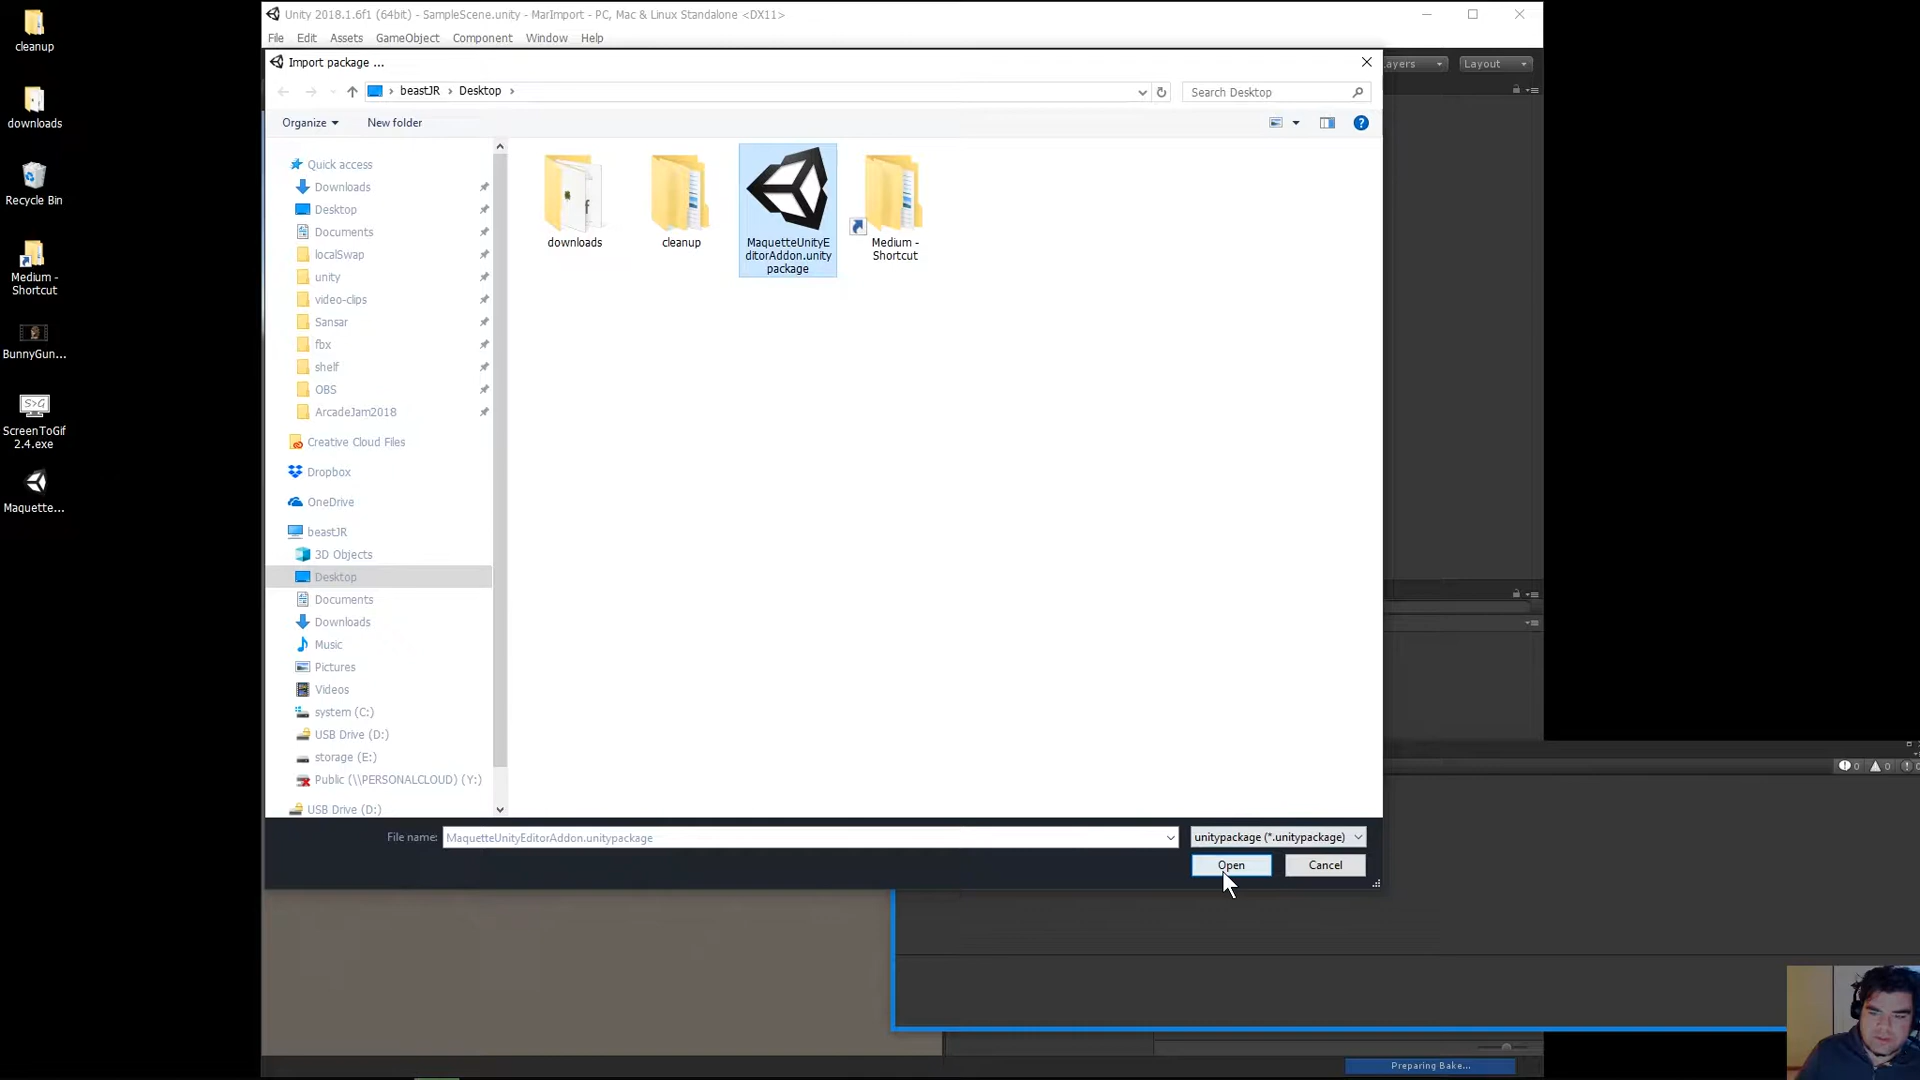 cleanup
downloads
Recycle Bin
Medium -
Shortcut
BunnyGun...
S>G
ScreenToGif
2.4.exe
Maquette...
Unity 2018.1.6f1 (64bit) - SampleScene.unity - MarImport - PC, Mac & Linux Standalone <DX11>
File Edit Assets GameObject Component Window Help
ayers Layout
Import package ...
beastJR › Desktop ›
Search Desktop
Organize New folder
Quick access
Downloads
Desktop
Documents
localSwap
unity
video-clips
Sansar
fbx
shelf
OBS
ArcadeJam2018
Creative Cloud Files
Dropbox
OneDrive
beastJR
3D Objects
Desktop
Documents
Downloads
Music
Pictures
Videos
system (C:)
USB Drive (D:)
storage (E:)
Public (\\PERSONALCLOUD) (Y:)
USB Drive (D:)
downloads
cleanup
MaquetteUnityE
ditorAddon.unity
package
Medium -
Shortcut
File name: MaquetteUnityEditorAddon.unitypackage unitypackage (*.unitypackage)
Open Cancel
0 0 0
Preparing Bake...